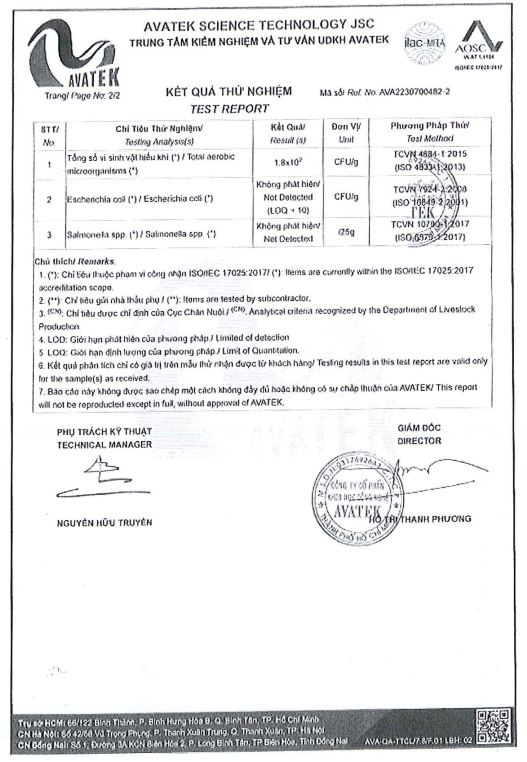 AVATEK SCIENCE TECHNOLOGY JSC
TRUNG TÂM KIỂM NGHIỆM VÀ TƯ VẤN UDKH AVATEK
AVATEK
ilac-MRA
AOSC
ISO/IEC 17025:2017
Trang/ Page No: 2/2
KẾT QUẢ THỬ NGHIỆM
Mã số/ Ref. No: AVA2230700482-2
TEST REPORT
STT/ No. Chỉ Tiêu Thử Nghiệm/ Testing Analysis(s) Kết Quả/ Result (s) Đơn Vị/ Unit Phương Pháp Thử/ Test Method
1 Tổng số vi sinh vật hiếu khí (*) / Total aerobic microorganisms (*) CFU/g TCVN 4884-1:2015 (ISO 4833-1:2013)
2 Escherichia coli (*) / Escherichia coli (*) Không phát hiện/ Not Detected (LOQ = 10) CFU/g TCVN 7924-2:2008 (ISO 16649-2:2001)
3 Salmonella spp. (*) / Salmonella spp. (*) Không phát hiện/ Not Detected /25g TCVN 10780-1:2017 (ISO 6579-1:2017)
Chú thích/ Remarks.
1. (*): Chỉ tiêu thuộc phạm vi công nhận ISO/IEC 17025:2017/ (*): Items are currently within the ISO/IEC 17025:2017
accreditation scope.
2. (**): Chỉ tiêu gửi nhà thầu phụ / (**): Items are tested by subcontractor.
3. (CN): Chỉ tiêu được chỉ định của Cục Chăn Nuôi./ (CN): Analytical criteria recognized by the Department of Livestock
Production
4. LOD: Giới hạn phát hiện của phương pháp./ Limited of detection
5. LOQ: Giới hạn định lượng của phương pháp./ Limit of Quantitation.
6. Kết quả phân tích chỉ có giá trị trên mẫu thử nhận được từ khách hàng/ Testing results in this test report are valid only
for the sample(s) as received.
7. Báo cáo này không được sao chép một cách không đầy đủ hoặc không có sự chấp thuận của AVATEK/ This report
will not be reproducted except in full, without approval of AVATEK.
PHỤ TRÁCH KỸ THUẬT
TECHNICAL MANAGER
GIÁM ĐỐC
DIRECTOR
CÔNG TY CỔ PHẦN
KHOA HỌC CÔNG NGHỆ
AVATEK
THÀNH PHỐ HỒ CHÍ MINH
NGUYỄN HỮU TRUYỀN
HỒ THỊ THANH PHƯƠNG
Trụ sở HCM: 66/122 Bình Thành, P. Bình Hưng Hòa B, Q. Bình Tân, TP. Hồ Chí Minh
CN Hà Nội: Số 42/58 Vũ Trọng Phụng, P. Thanh Xuân Trung, Q. Thanh Xuân, TP. Hà Nội
CN Đồng Nai: Số 1, Đường 3A KCN Biên Hòa 2, P. Long Bình Tân, TP Biên Hòa, Tỉnh Đồng Nai
AVA-QA-TTCL/7.8/F.01 LBH: 02